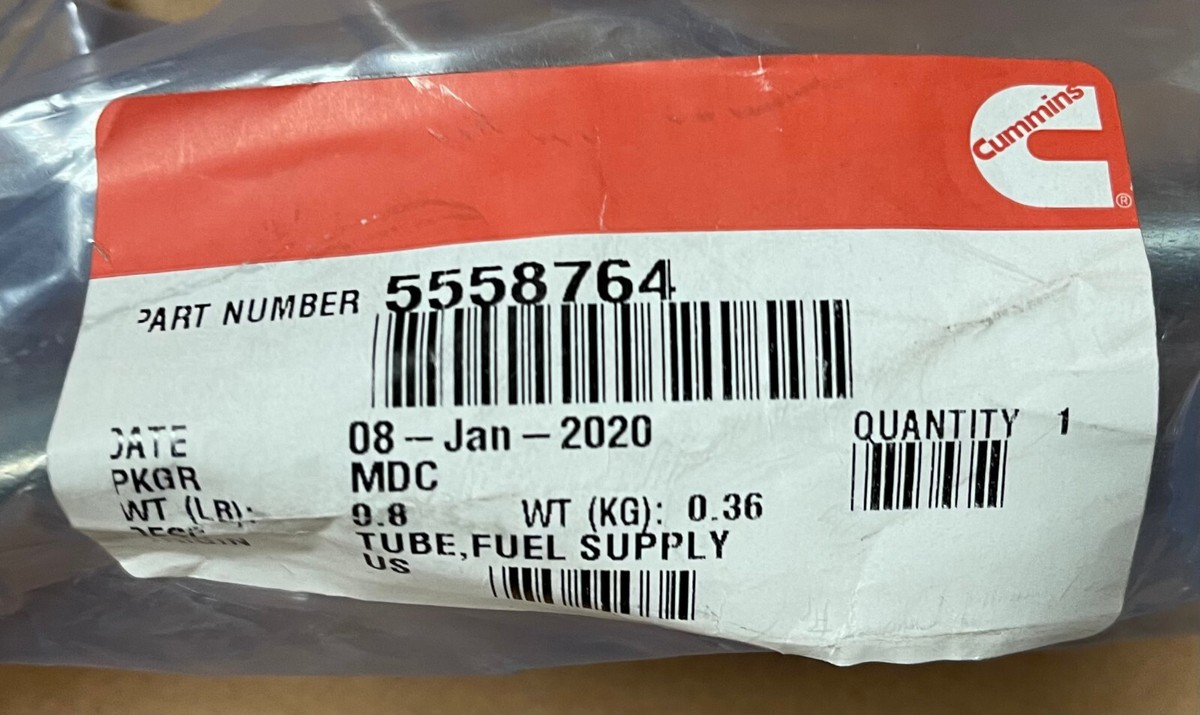 Cummins
®
PART NUMBER 5558764
DATE 08-Jan-2020
QUANTITY 1
PKGR MDC
WT (LB): 0.8 WT (KG): 0.36
TUBE,FUEL SUPPLY
US